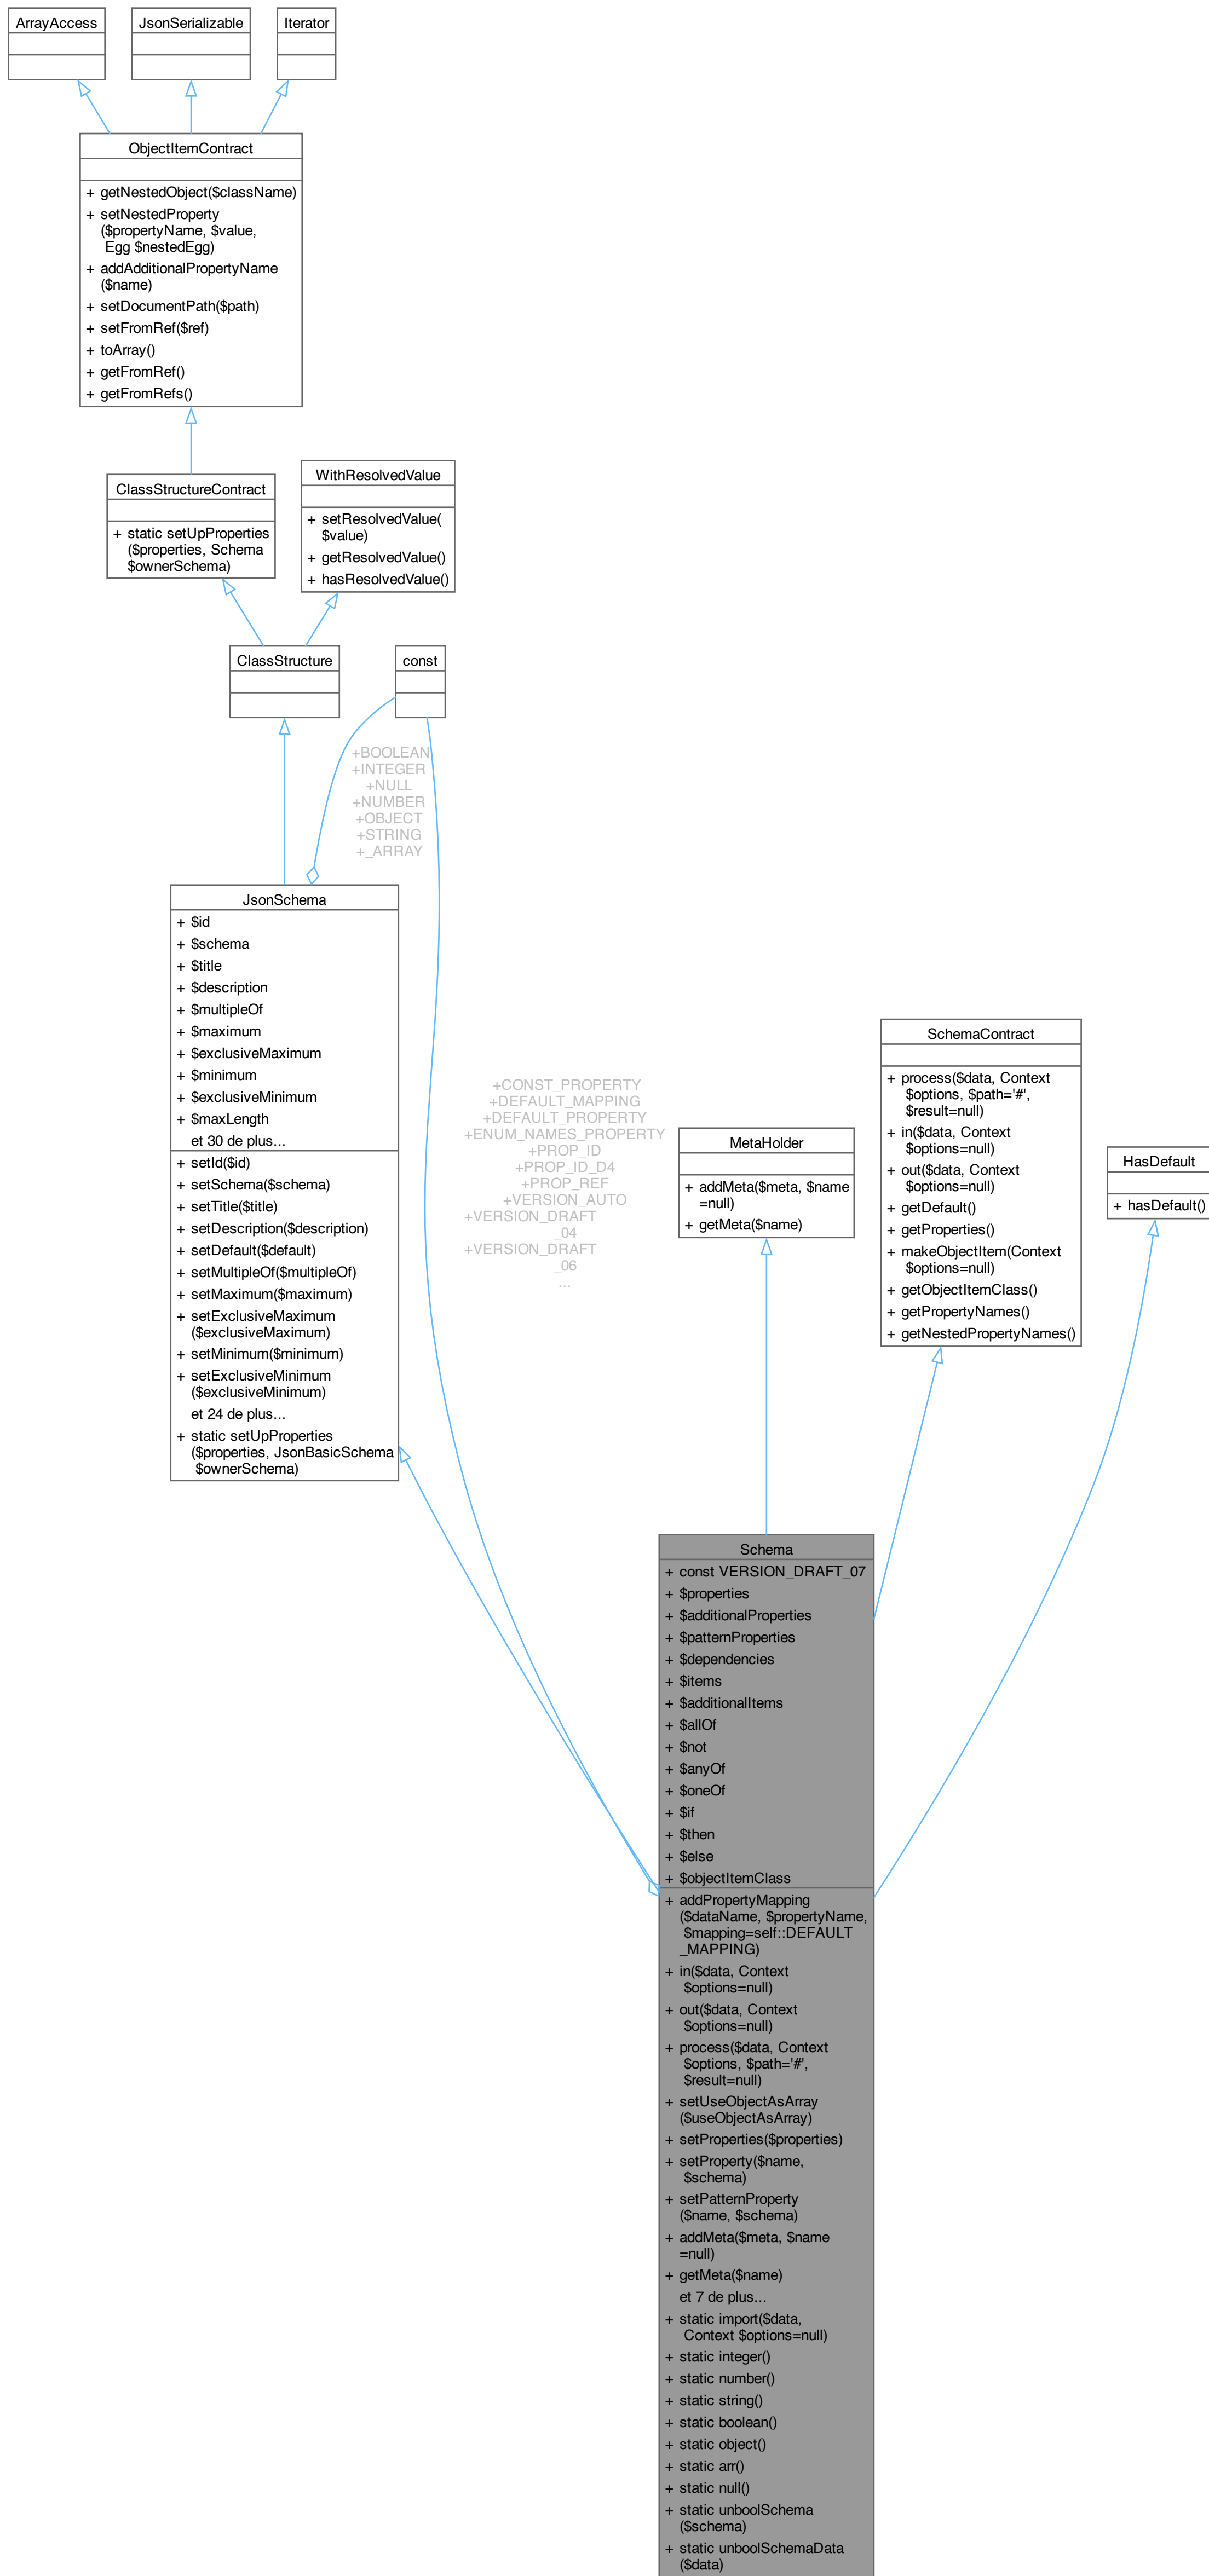 ArrayAccess
JsonSerializable
Iterator
ObjectItemContract
+ getNestedObject($className)
+ setNestedProperty
($propertyName, $value,
Egg $nestedEgg)
+ addAdditionalPropertyName
($name)
+ setDocumentPath($path)
+ setFromRef($ref)
+ toArray()
+ getFromRef()
+ getFromRefs()
ClassStructureContract
+ static setUpProperties
($properties, Schema
$ownerSchema)
WithResolvedValue
+ setResolvedValue(
$value)
+ getResolvedValue()
+ hasResolvedValue()
ClassStructure
const
+BOOLEAN
+INTEGER
+NULL
+NUMBER
+OBJECT
+STRING
+_ARRAY
JsonSchema
+ $id
+ $schema
+ $title
+ $description
+ $multipleOf
+ $maximum
+ $exclusiveMaximum
+ $minimum
+ $exclusiveMinimum
+ $maxLength
et 30 de plus...
+ setId($id)
+ setSchema($schema)
+ setTitle($title)
+ setDescription($description)
+ setDefault($default)
+ setMultipleOf($multipleOf)
+ setMaximum($maximum)
+ setExclusiveMaximum
($exclusiveMaximum)
+ setMinimum($minimum)
+ setExclusiveMinimum
($exclusiveMinimum)
et 24 de plus...
+ static setUpProperties
($properties, JsonBasicSchema
$ownerSchema)
+CONST_PROPERTY
+DEFAULT_MAPPING
+DEFAULT_PROPERTY
+ENUM_NAMES_PROPERTY
+PROP_ID
+PROP_ID_D4
+PROP_REF
+VERSION_AUTO
+VERSION_DRAFT
_04
+VERSION_DRAFT
_06
...
MetaHolder
+ addMeta($meta, $name
=null)
+ getMeta($name)
SchemaContract
+ process($data, Context
$options, $path='#',
$result=null)
+ in($data, Context
$options=null)
+ out($data, Context
$options=null)
+ getDefault()
+ getProperties()
+ makeObjectItem(Context
$options=null)
+ getObjectItemClass()
+ getPropertyNames()
+ getNestedPropertyNames()
HasDefault
+ hasDefault()
Schema
+ const VERSION_DRAFT_07
+ $properties
+ $additionalProperties
+ $patternProperties
+ $dependencies
+ $items
+ $additionalItems
+ $allOf
+ $not
+ $anyOf
+ $oneOf
+ $if
+ $then
+ $else
+ $objectItemClass
+ addPropertyMapping
($dataName, $propertyName,
$mapping=self::DEFAULT
_MAPPING)
+ in($data, Context
$options=null)
+ out($data, Context
$options=null)
+ process($data, Context
$options, $path='#',
$result=null)
+ setUseObjectAsArray
($useObjectAsArray)
+ setProperties($properties)
+ setProperty($name,
$schema)
+ setPatternProperty
($name, $schema)
+ addMeta($meta, $name
=null)
+ getMeta($name)
et 7 de plus...
+ static import($data,
Context $options=null)
+ static integer()
+ static number()
+ static string()
+ static boolean()
+ static object()
+ static arr()
+ static null()
+ static unboolSchema
($schema)
+ static unboolSchemaData
($data)